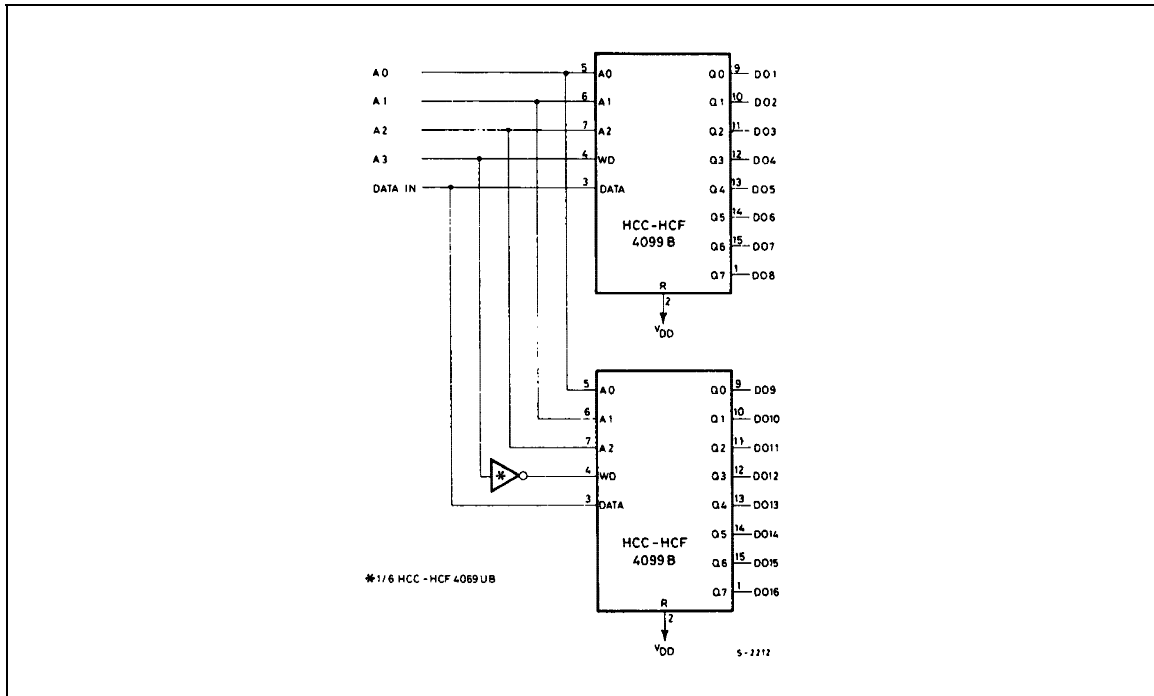 A0 5 A0 Q0 9 DO1
A1 6 A1 Q1 10 DO2
A2 7 A2 Q2 11 DO3
A3 4 WD Q3 12 DO4
DATA IN 3 DATA Q4 13 DO5
Q5 14 DO6
HCC-HCF
4099B
Q6 15 DO7
Q7 1 DO8
R
2
VDD
5 A0 Q0 9 DO9
6 A1 Q1 10 DO10
7 A2 Q2 11 DO11
* 4 WD Q3 12 DO12
3 DATA Q4 13 DO13
Q5 14 DO14
HCC-HCF
4099B
Q6 15 DO15
*1/6 HCC-HCF 4069UB
Q7 1 DO16
R
2
VDD
S-2212